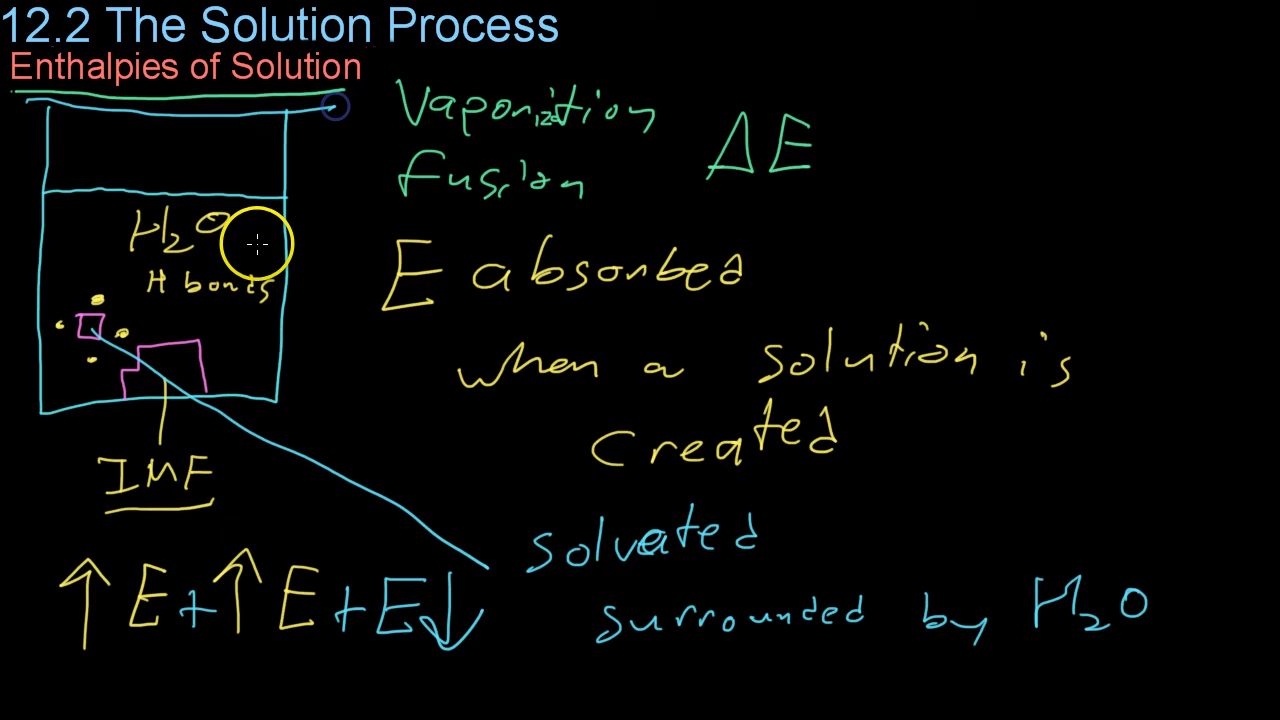 12.2 The Solution Process
Enthalpies of Solution
Vaporization
fusion
ΔE
H₂O
H bonds
E absorbed
when a solution is
created
IMF
solvated
surrounded by H₂O
↑E+↑E+E↓